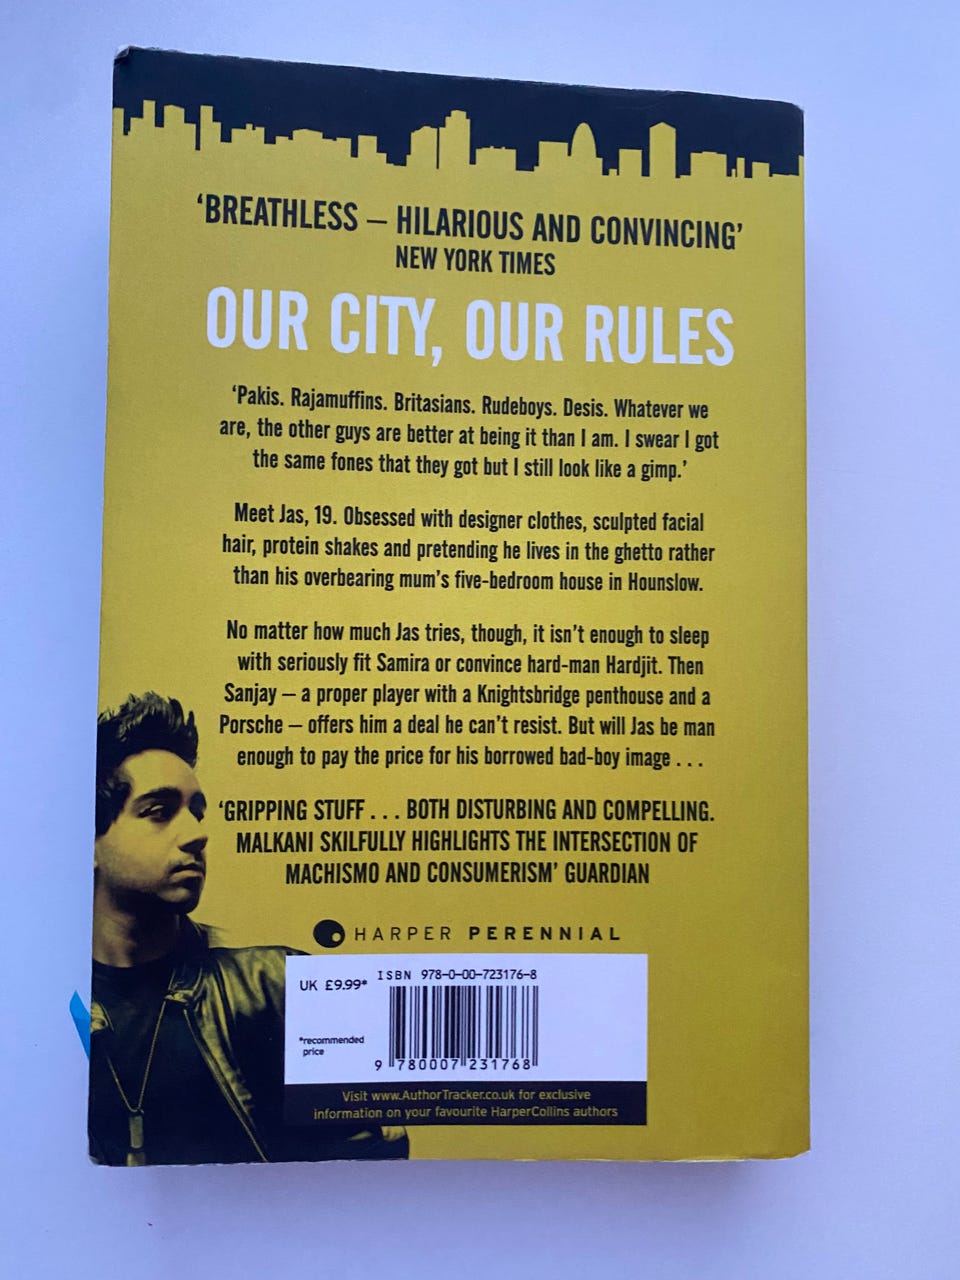 ‘BREATHLESS – HILARIOUS AND CONVINCING’
NEW YORK TIMES
OUR CITY, OUR RULES
‘Pakis. Rajamuffins. Britasians. Rudeboys. Desis. Whatever we
are, the other guys are better at being it than I am. I swear I got
the same fones that they got but I still look like a gimp.’
Meet Jas, 19. Obsessed with designer clothes, sculpted facial
hair, protein shakes and pretending he lives in the ghetto rather
than his overbearing mum’s five-bedroom house in Hounslow.
No matter how much Jas tries, though, it isn’t enough to sleep
with seriously fit Samira or convince hard-man Hardjit. Then
Sanjay – a proper player with a Knightsbridge penthouse and a
Porsche – offers him a deal he can’t resist. But will Jas be man
enough to pay the price for his borrowed bad-boy image . . .
‘GRIPPING STUFF . . . BOTH DISTURBING AND COMPELLING.
MALKANI SKILFULLY HIGHLIGHTS THE INTERSECTION OF
MACHISMO AND CONSUMERISM’ GUARDIAN
HARPER PERENNIAL
ISBN 978-0-00-723176-8
UK £9.99*
*recommended
price
9 780007 231768
Visit www.AuthorTracker.co.uk for exclusive
information on your favourite HarperCollins authors